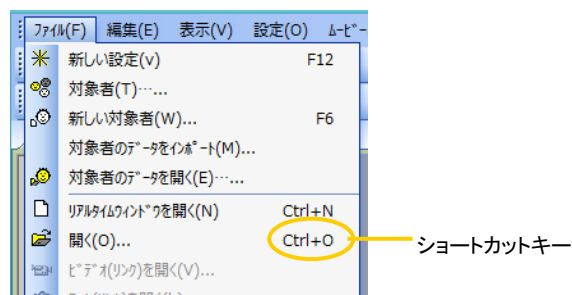 ﾌｧｲﾙ(F) 編集(E) 表示(V) 設定(O) ﾑｰﾋﾞｰ
新しい設定(v) F12
対象者(T)…...
新しい対象者(W)... F6
対象者のﾃﾞｰﾀをｲﾝﾎﾟｰﾄ(M)...
対象者のﾃﾞｰﾀを開く(E)…...
ﾘｱﾙﾀｲﾑｳｨﾝﾄﾞｳを開く(N) Ctrl+N
開く(O)... Ctrl+O
ショートカットキー
ﾋﾞﾃﾞｵ(ﾘﾝｸ)を開く(V)...